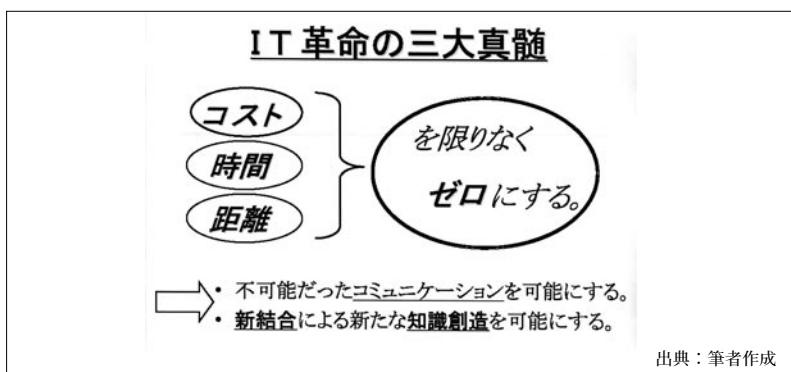 IT革命の三大真髄
コスト
時間
距離
を限りなく
ゼロにする。
・ 不可能だったコミュニケーションを可能にする。
・ 新結合による新たな知識創造を可能にする。
出典：筆者作成